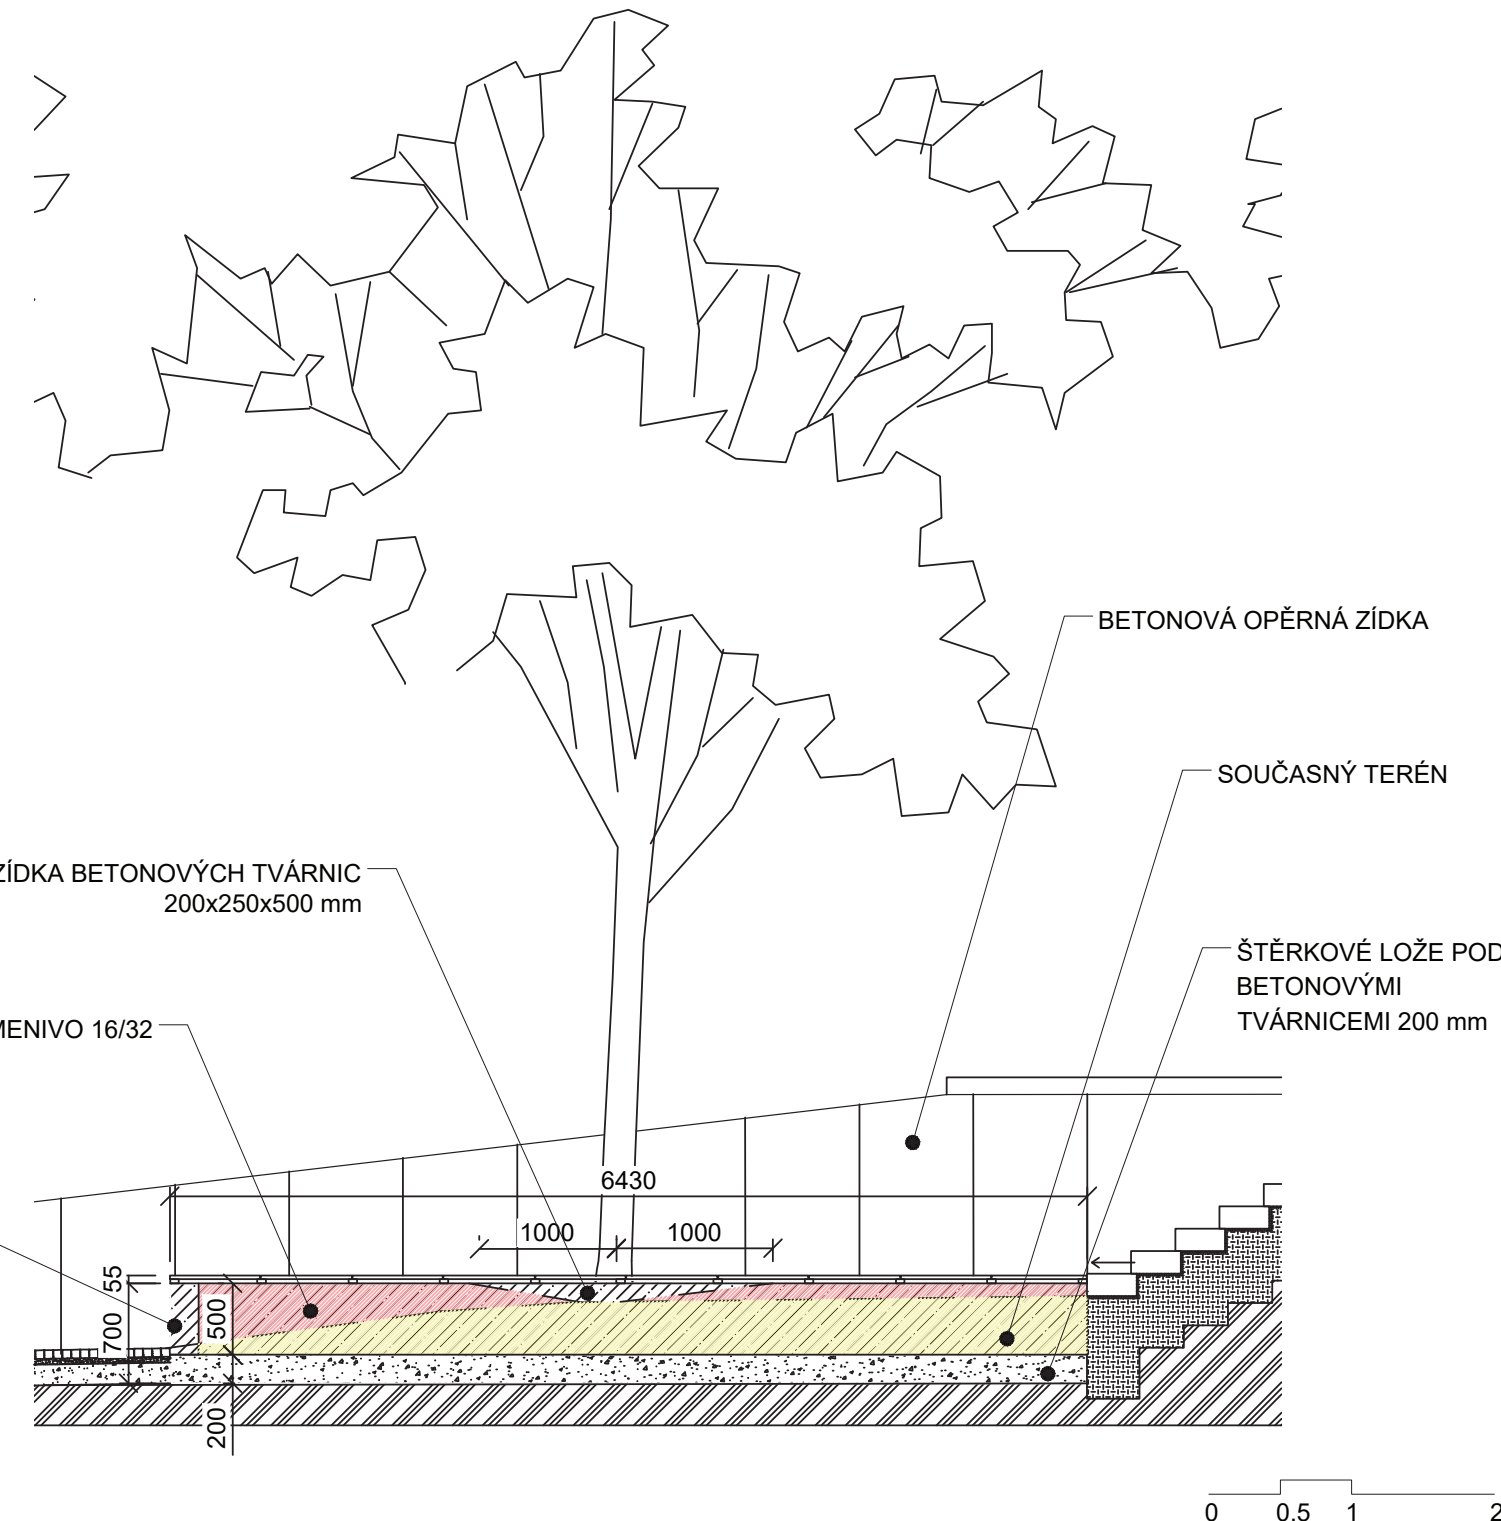 BETONOVÁ OPĚRNÁ ZÍDKA
SOUČASNÝ TERÉN
ZÍDKA BETONOVÝCH TVÁRNIC
200x250x500 mm
ŠTĚRKOVÉ LOŽE POD
BETONOVÝMI
TVÁRNICEMI 200 mm
MENIVO 16/32
6430
1000 1000
55
700
500
200
0 0.5 1 2